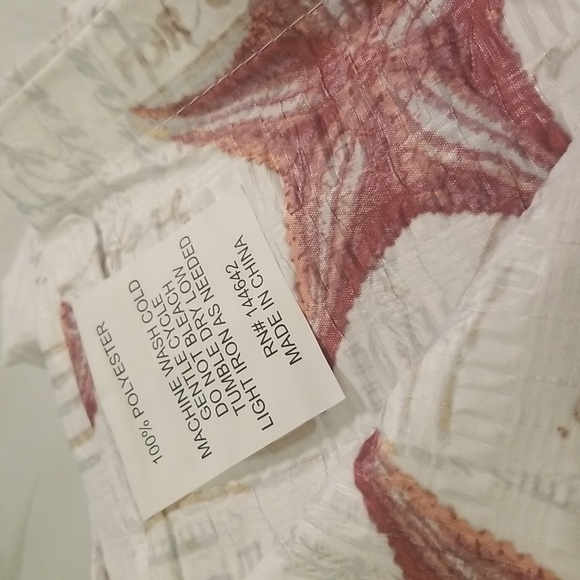 100% POLYESTER
MACHINE WASH COLD
GENTLE CYCLE
DO NOT BLEACH
TUMBLE DRY LOW
LIGHT IRON AS NEEDED
RN# 144642
MADE IN CHINA